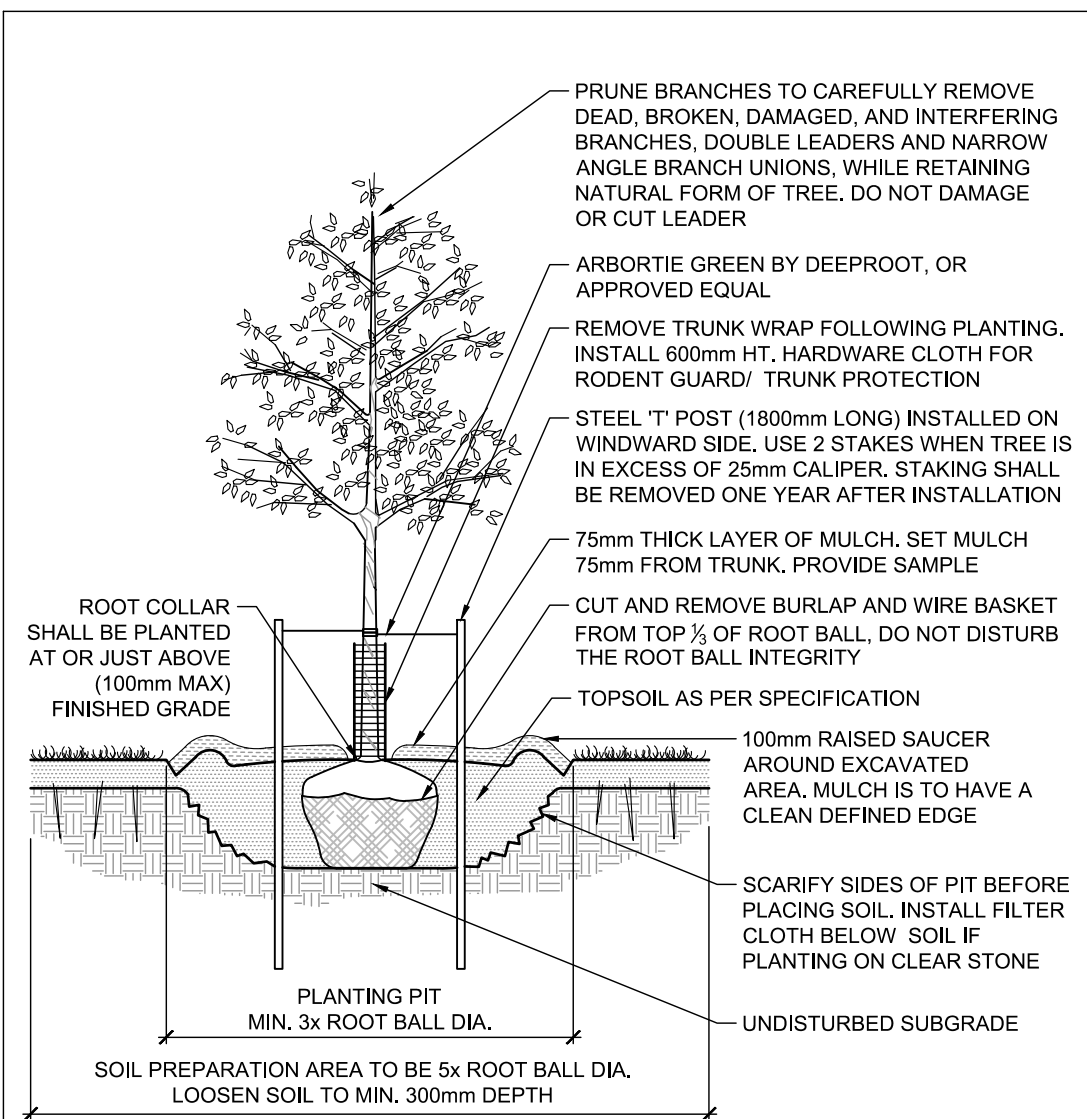 PRUNE BRANCHES TO CAREFULLY REMOVE
DEAD, BROKEN, DAMAGED, AND INTERFERING
BRANCHES, DOUBLE LEADERS AND NARROW
ANGLE BRANCH UNIONS, WHILE RETAINING
NATURAL FORM OF TREE. DO NOT DAMAGE
OR CUT LEADER
ARBORTIE GREEN BY DEEPROOT, OR
APPROVED EQUAL
REMOVE TRUNK WRAP FOLLOWING PLANTING.
INSTALL 600mm HT. HARDWARE CLOTH FOR
RODENT GUARD/ TRUNK PROTECTION
STEEL 'T' POST (1800mm LONG) INSTALLED ON
WINDWARD SIDE. USE 2 STAKES WHEN TREE IS
IN EXCESS OF 25mm CALIPER. STAKING SHALL
BE REMOVED ONE YEAR AFTER INSTALLATION
75mm THICK LAYER OF MULCH. SET MULCH
75mm FROM TRUNK. PROVIDE SAMPLE
CUT AND REMOVE BURLAP AND WIRE BASKET
FROM TOP ⅓ OF ROOT BALL, DO NOT DISTURB
THE ROOT BALL INTEGRITY
ROOT COLLAR
SHALL BE PLANTED
AT OR JUST ABOVE
(100mm MAX)
FINISHED GRADE
TOPSOIL AS PER SPECIFICATION
100mm RAISED SAUCER
AROUND EXCAVATED
AREA. MULCH IS TO HAVE A
CLEAN DEFINED EDGE
SCARIFY SIDES OF PIT BEFORE
PLACING SOIL. INSTALL FILTER
CLOTH BELOW SOIL IF
PLANTING ON CLEAR STONE
UNDISTURBED SUBGRADE
PLANTING PIT
MIN. 3x ROOT BALL DIA.
SOIL PREPARATION AREA TO BE 5x ROOT BALL DIA.
LOOSEN SOIL TO MIN. 300mm DEPTH